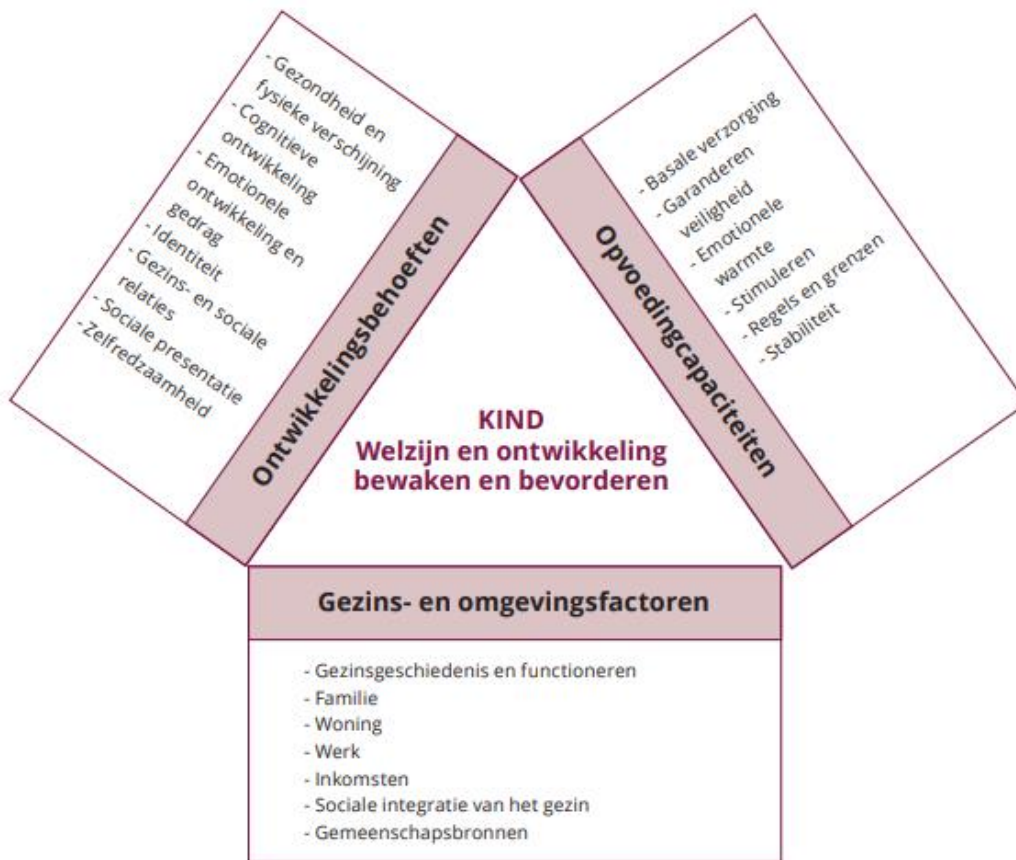 - Gezondheid en
fysieke verschijning
- Cognitieve
ontwikkeling
- Emotionele
ontwikkeling en
gedrag
- Identiteit
- Gezins- en sociale
relaties
- Sociale presentatie
- Zelfredzaamheid
Ontwikkelingsbehoeften
- Basale verzorging
- Garanderen
veiligheid
- Emotionele
warmte
- Stimuleren
- Regels en grenzen
- Stabiliteit
Opvoedingcapaciteiten
KIND
Welzijn en ontwikkeling
bewaken en bevorderen
Gezins- en omgevingsfactoren
- Gezinsgeschiedenis en functioneren
- Familie
- Woning
- Werk
- Inkomsten
- Sociale integratie van het gezin
- Gemeenschapsbronnen